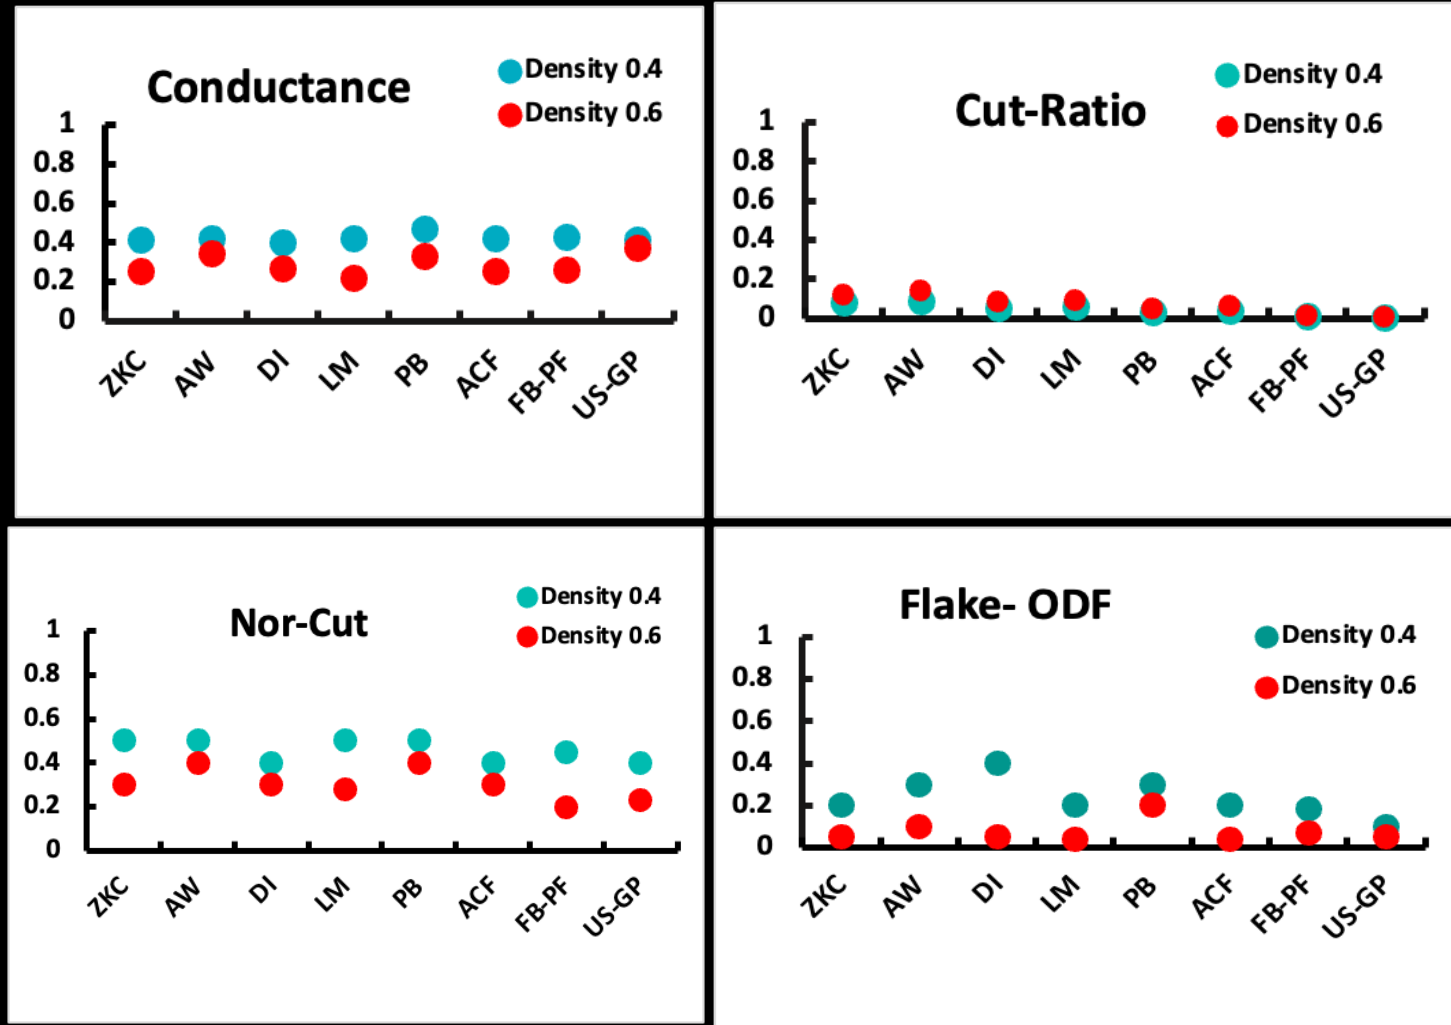 Conductance
Density 0.4
Density 0.6
1
0.8
0.6
0.4
0.2
0
ZKC
AW
DI
LM
PB
ACF
FB-PF
US-GP
Cut-Ratio
Density 0.4
Density 0.6
1
0.8
0.6
0.4
0.2
0
ZKC
AW
DI
LM
PB
ACF
FB-PF
US-GP
Nor-Cut
Density 0.4
Density 0.6
1
0.8
0.6
0.4
0.2
0
ZKC
AW
DI
LM
PB
ACF
FB-PF
US-GP
Flake- ODF
Density 0.4
Density 0.6
1
0.8
0.6
0.4
0.2
0
ZKC
AW
DI
LM
PB
ACF
FB-PF
US-GP